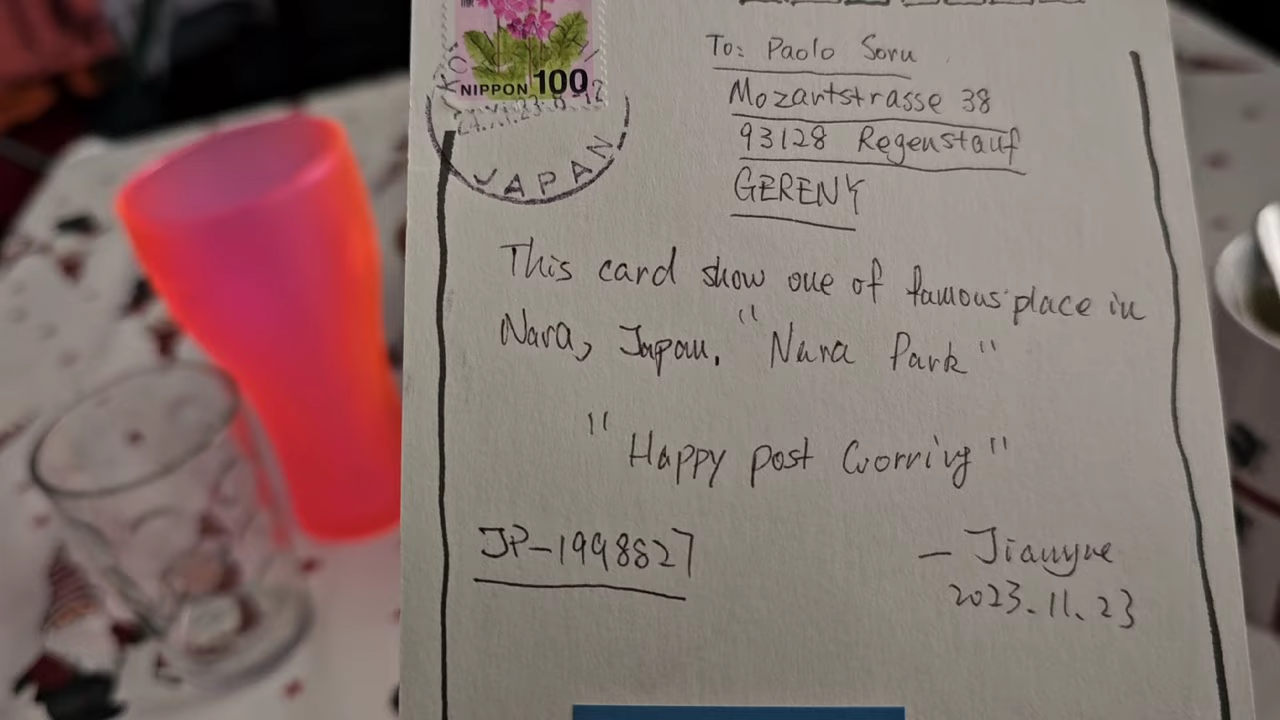 NIPPON 100
JAPAN
To: Paolo Soru
Mozartstrasse 38
93128 Regenstauf
GERENY
This card show one of famous place in
Nara, Japan. "Nara Park"
"Happy post Corrivg"
JP-1998827
- Jianyue
2023.11.23